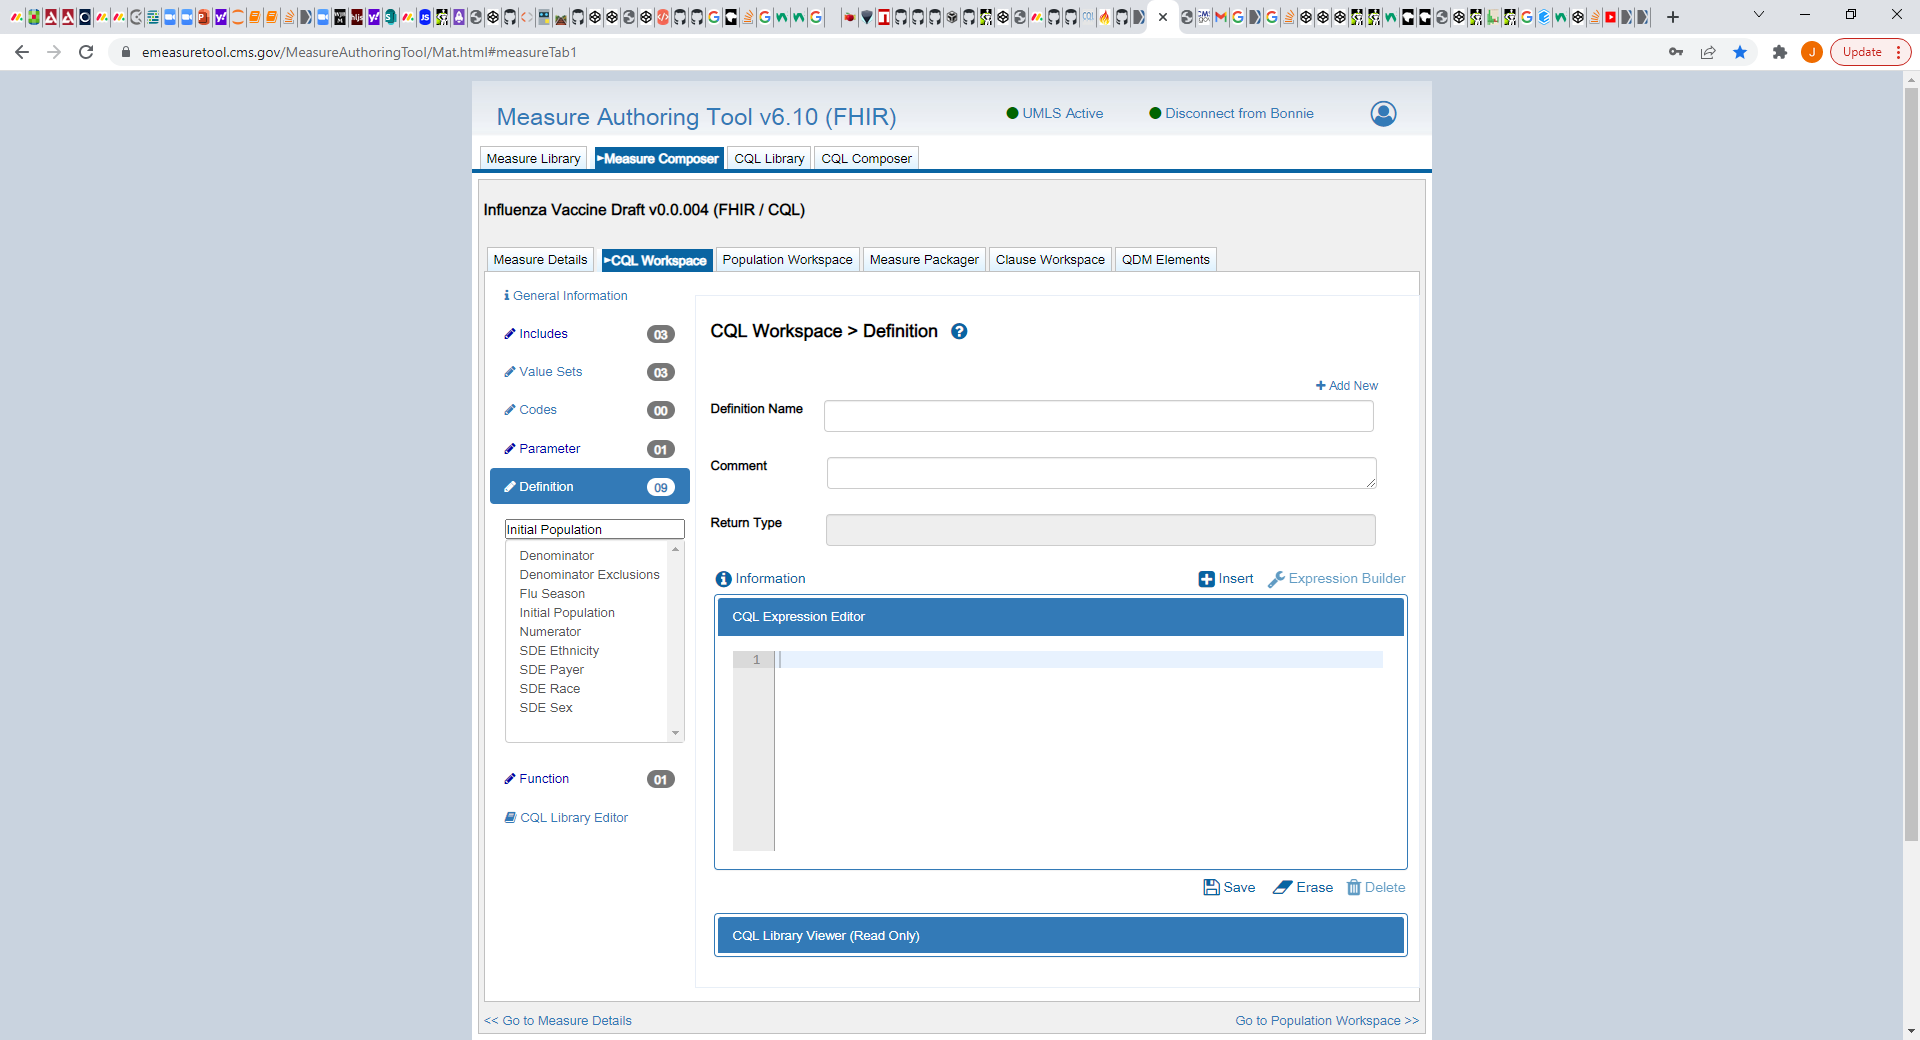 emeasuretool.cms.gov/MeasureAuthoringTool/Mat.html#measureTab1
J
Update
Measure Authoring Tool v6.10 (FHIR)
UMLS Active
Disconnect from Bonnie
Measure Library
►Measure Composer
CQL Library
CQL Composer
Influenza Vaccine Draft v0.0.004 (FHIR / CQL)
Measure Details
►CQL Workspace
Population Workspace
Measure Packager
Clause Workspace
QDM Elements
General Information
Includes 03
Value Sets 03
Codes 00
Parameter 01
Definition 09
Initial Population
Denominator
Denominator Exclusions
Flu Season
Initial Population
Numerator
SDE Ethnicity
SDE Payer
SDE Race
SDE Sex
Function 01
CQL Library Editor
CQL Workspace > Definition
Add New
Definition Name
Comment
Return Type
Information
Insert
Expression Builder
CQL Expression Editor
1
Save
Erase
Delete
CQL Library Viewer (Read Only)
<< Go to Measure Details
Go to Population Workspace >>